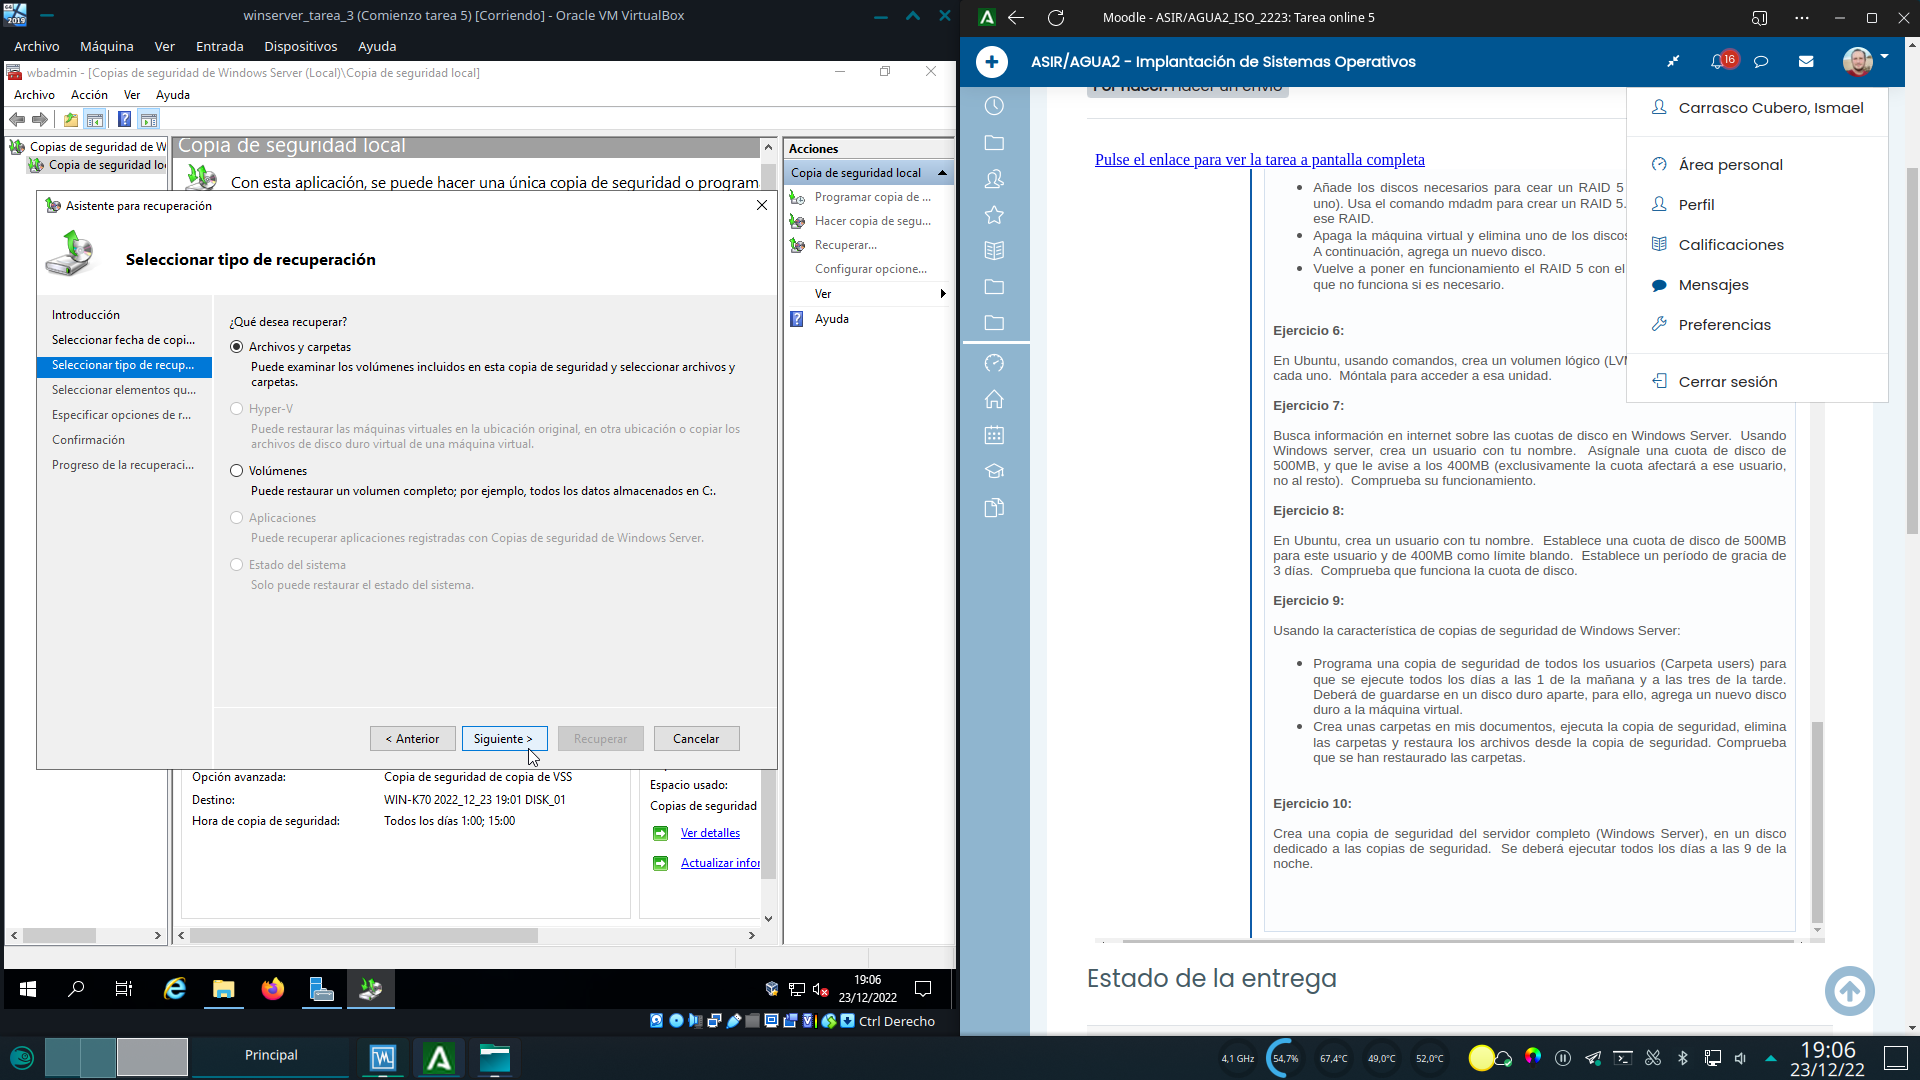 winserver_tarea_3 (Comienzo tarea 5) [Corriendo] - Oracle VM VirtualBox
Archivo Máquina Ver Entrada Dispositivos Ayuda
wbadmin - [Copias de seguridad de Windows Server (Local)\Copia de seguridad local]
Archivo Acción Ver Ayuda
Copias de seguridad de W
Copia de seguridad lo
Copia de seguridad local
Con esta aplicación, se puede hacer una única copia de seguridad o program
Asistente para recuperación
Seleccionar tipo de recuperación
Introducción
Seleccionar fecha de copi...
Seleccionar tipo de recup...
Seleccionar elementos qu...
Especificar opciones de r...
Confirmación
Progreso de la recuperaci...
¿Qué desea recuperar?
Archivos y carpetas
Puede examinar los volúmenes incluidos en esta copia de seguridad y seleccionar archivos y
carpetas.
Hyper-V
Puede restaurar las máquinas virtuales en la ubicación original, en otra ubicación o copiar los
archivos de disco duro virtual de una máquina virtual.
Volúmenes
Puede restaurar un volumen completo; por ejemplo, todos los datos almacenados en C:.
Aplicaciones
Puede recuperar aplicaciones registradas con Copias de seguridad de Windows Server.
Estado del sistema
Solo puede restaurar el estado del sistema.
< Anterior Siguiente > Recuperar Cancelar
Opción avanzada: Copia de seguridad de copia de VSS
Destino: WIN-K70 2022_12_23 19:01 DISK_01
Hora de copia de seguridad: Todos los días 1:00; 15:00
Espacio usado:
Copias de seguridad
Ver detalles
Actualizar infor
Acciones
Copia de seguridad local
Programar copia de ...
Hacer copia de segu...
Recuperar...
Configurar opcione...
Ver
Ayuda
19:06
23/12/2022
Ctrl Derecho
Moodle - ASIR/AGUA2_ISO_2223: Tarea online 5
ASIR/AGUA2 - Implantación de Sistemas Operativos
16
Por hacer: Hacer un envío
Carrasco Cubero, Ismael
Área personal
Perfil
Calificaciones
Mensajes
Preferencias
Cerrar sesión
Pulse el enlace para ver la tarea a pantalla completa
Añade los discos necesarios para cear un RAID 5
uno). Usa el comando mdadm para crear un RAID 5.
ese RAID.
Apaga la máquina virtual y elimina uno de los discos
A continuación, agrega un nuevo disco.
Vuelve a poner en funcionamiento el RAID 5 con el
que no funciona si es necesario.
Ejercicio 6:
En Ubuntu, usando comandos, crea un volumen lógico (LVM
cada uno. Móntala para acceder a esa unidad.
Ejercicio 7:
Busca información en internet sobre las cuotas de disco en Windows Server. Usando
Windows server, crea un usuario con tu nombre. Asígnale una cuota de disco de
500MB, y que le avise a los 400MB (exclusivamente la cuota afectará a ese usuario,
no al resto). Comprueba su funcionamiento.
Ejercicio 8:
En Ubuntu, crea un usuario con tu nombre. Establece una cuota de disco de 500MB
para este usuario y de 400MB como límite blando. Establece un período de gracia de
3 días. Comprueba que funciona la cuota de disco.
Ejercicio 9:
Usando la característica de copias de seguridad de Windows Server:
Programa una copia de seguridad de todos los usuarios (Carpeta users) para
que se ejecute todos los días a las 1 de la mañana y a las tres de la tarde.
Deberá de guardarse en un disco duro aparte, para ello, agrega un nuevo disco
duro a la máquina virtual.
Crea unas carpetas en mis documentos, ejecuta la copia de seguridad, elimina
las carpetas y restaura los archivos desde la copia de seguridad. Comprueba
que se han restaurado las carpetas.
Ejercicio 10:
Crea una copia de seguridad del servidor completo (Windows Server), en un disco
dedicado a las copias de seguridad. Se deberá ejecutar todos los días a las 9 de la
noche.
Estado de la entrega
Principal
4,1 GHz 54,7% 67,4°C 49,0°C 52,0°C
19:06
23/12/22